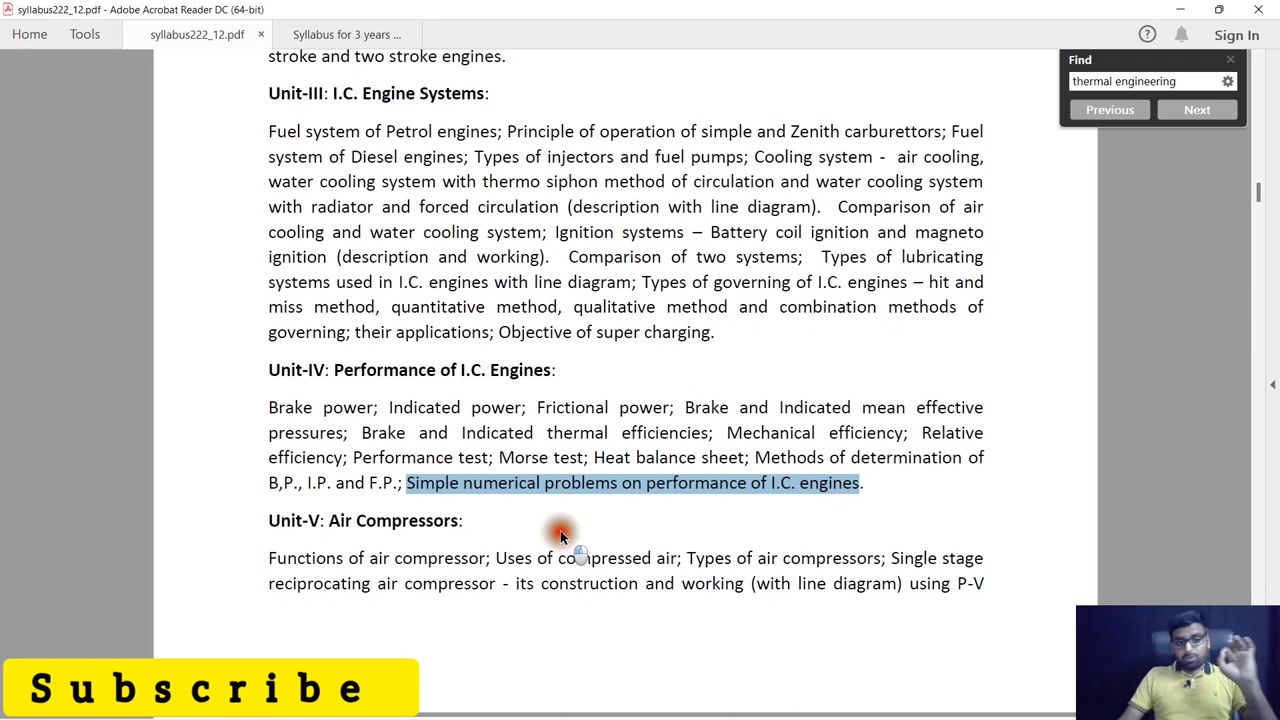 syllabus222_12.pdf - Adobe Acrobat Reader DC (64-bit)
Home Tools syllabus222_12.pdf × Syllabus for 3 years ... Sign In
Find
thermal engineering
Previous Next
stroke and two stroke engines.
Unit-III: I.C. Engine Systems:
Fuel system of Petrol engines; Principle of operation of simple and Zenith carburettors; Fuel
system of Diesel engines; Types of injectors and fuel pumps; Cooling system - air cooling,
water cooling system with thermo siphon method of circulation and water cooling system
with radiator and forced circulation (description with line diagram). Comparison of air
cooling and water cooling system; Ignition systems – Battery coil ignition and magneto
ignition (description and working). Comparison of two systems; Types of lubricating
systems used in I.C. engines with line diagram; Types of governing of I.C. engines – hit and
miss method, quantitative method, qualitative method and combination methods of
governing; their applications; Objective of super charging.
Unit-IV: Performance of I.C. Engines:
Brake power; Indicated power; Frictional power; Brake and Indicated mean effective
pressures; Brake and Indicated thermal efficiencies; Mechanical efficiency; Relative
efficiency; Performance test; Morse test; Heat balance sheet; Methods of determination of
B,P., I.P. and F.P.; Simple numerical problems on performance of I.C. engines.
Unit-V: Air Compressors:
Functions of air compressor; Uses of compressed air; Types of air compressors; Single stage
reciprocating air compressor - its construction and working (with line diagram) using P-V
Subscribe